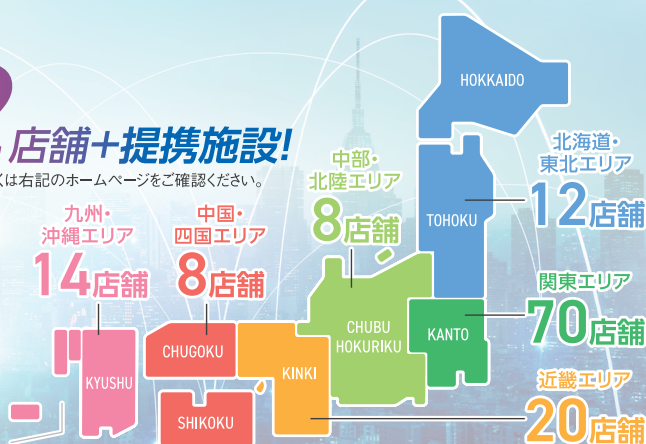 店舗+提携施設!
くは右記のホームページをご確認ください。
HOKKAIDO
北海道・
東北エリア
12店舗
中部・
北陸エリア
8店舗
TOHOKU
九州・
沖縄エリア
14店舗
中国・
四国エリア
8店舗
関東エリア
70店舗
CHUBU
HOKURIKU
KANTO
CHUGOKU
KINKI
KYUSHU
近畿エリア
20店舗
SHIKOKU